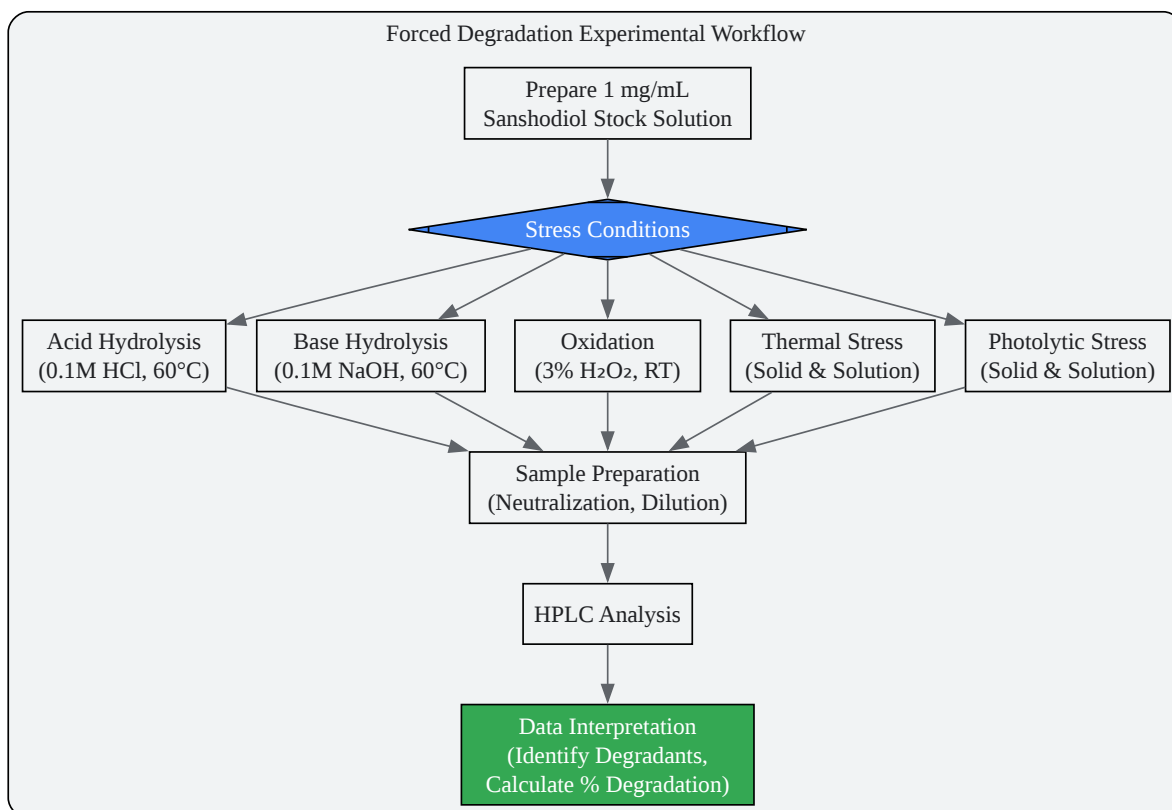 Forced Degradation Experimental Workflow
Prepare 1 mg/mL
Sanshodiol Stock Solution
Stress Conditions
Acid Hydrolysis
(0.1M HCl, 60°C)
Base Hydrolysis
(0.1M NaOH, 60°C)
Oxidation
(3% H₂O₂, RT)
Thermal Stress
(Solid & Solution)
Photolytic Stress
(Solid & Solution)
Sample Preparation
(Neutralization, Dilution)
HPLC Analysis
Data Interpretation
(Identify Degradants,
Calculate % Degradation)